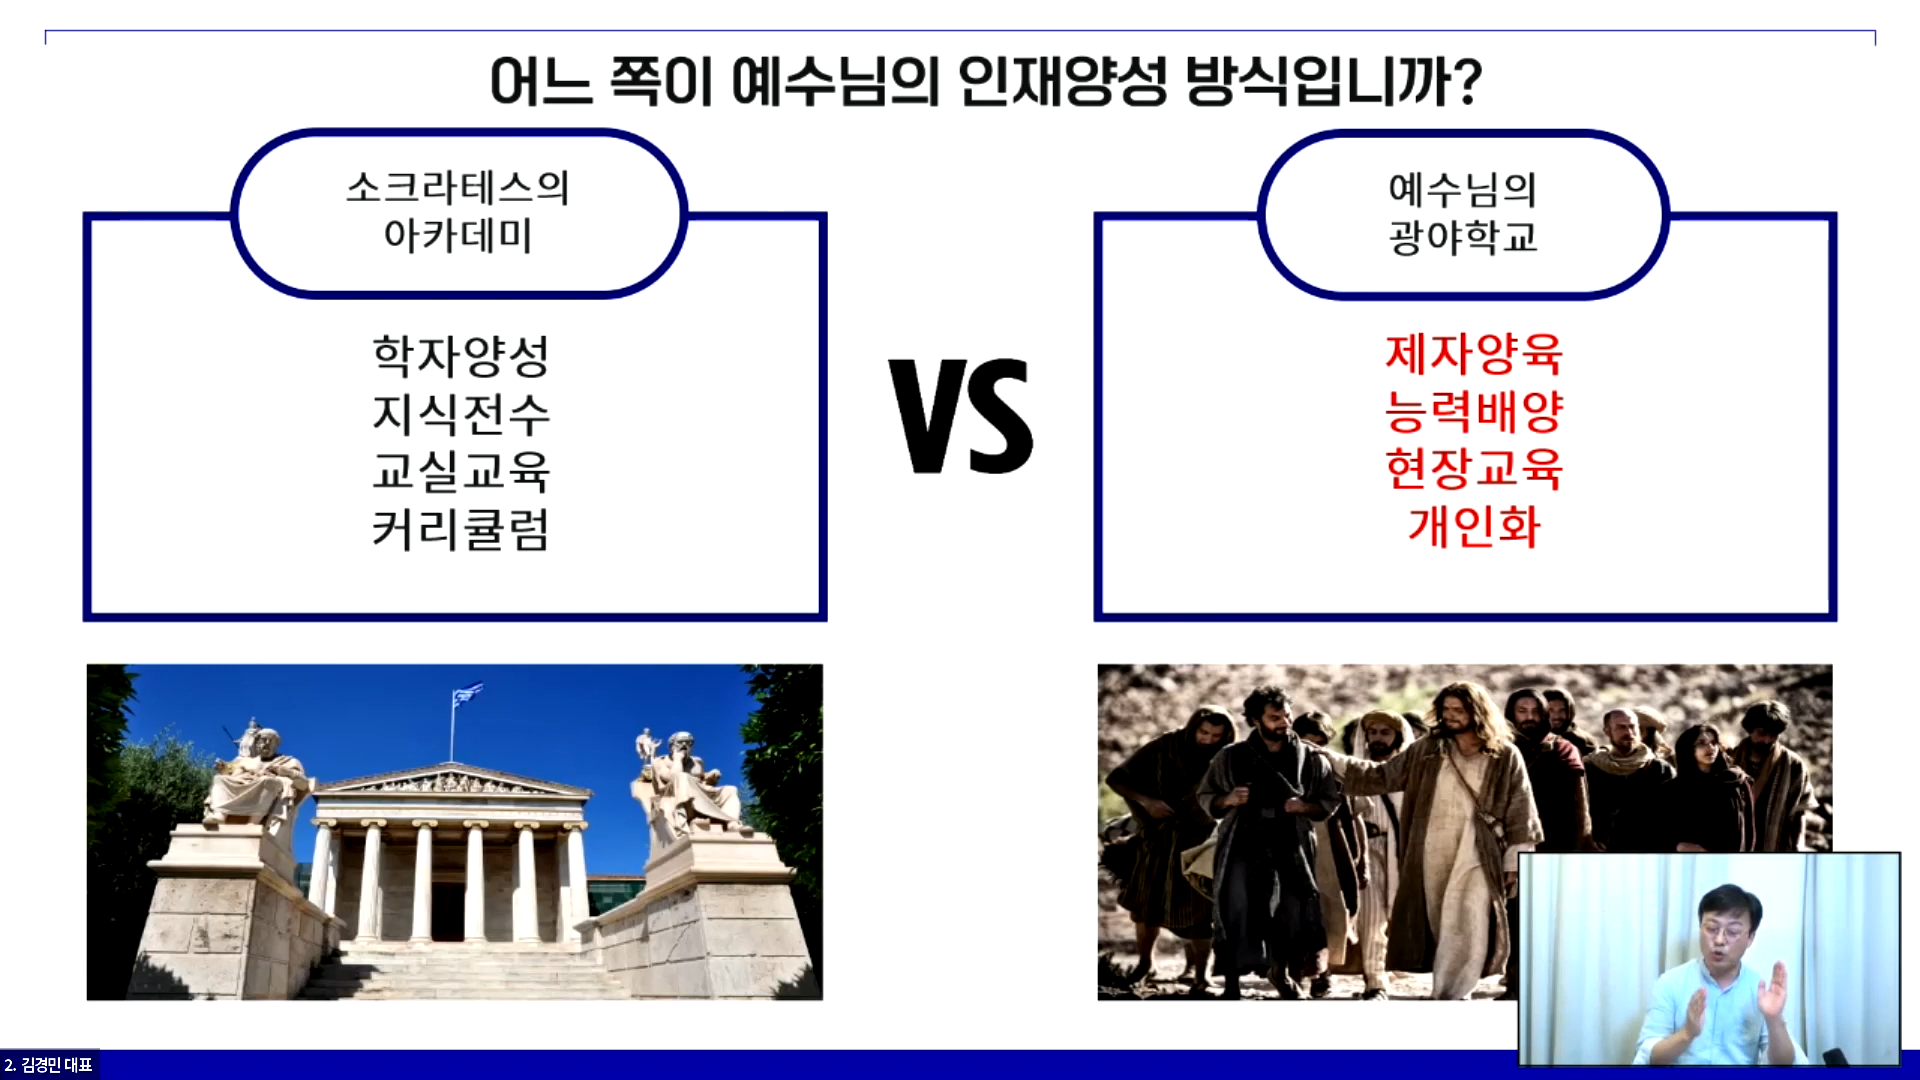 어느 쪽이 예수님의 인재양성 방식입니까?
소크라테스의
아카데미
학자양성
지식전수
교실교육
커리큘럼
VS
예수님의
광야학교
제자양육
능력배양
현장교육
개인화
2. 김경민 대표